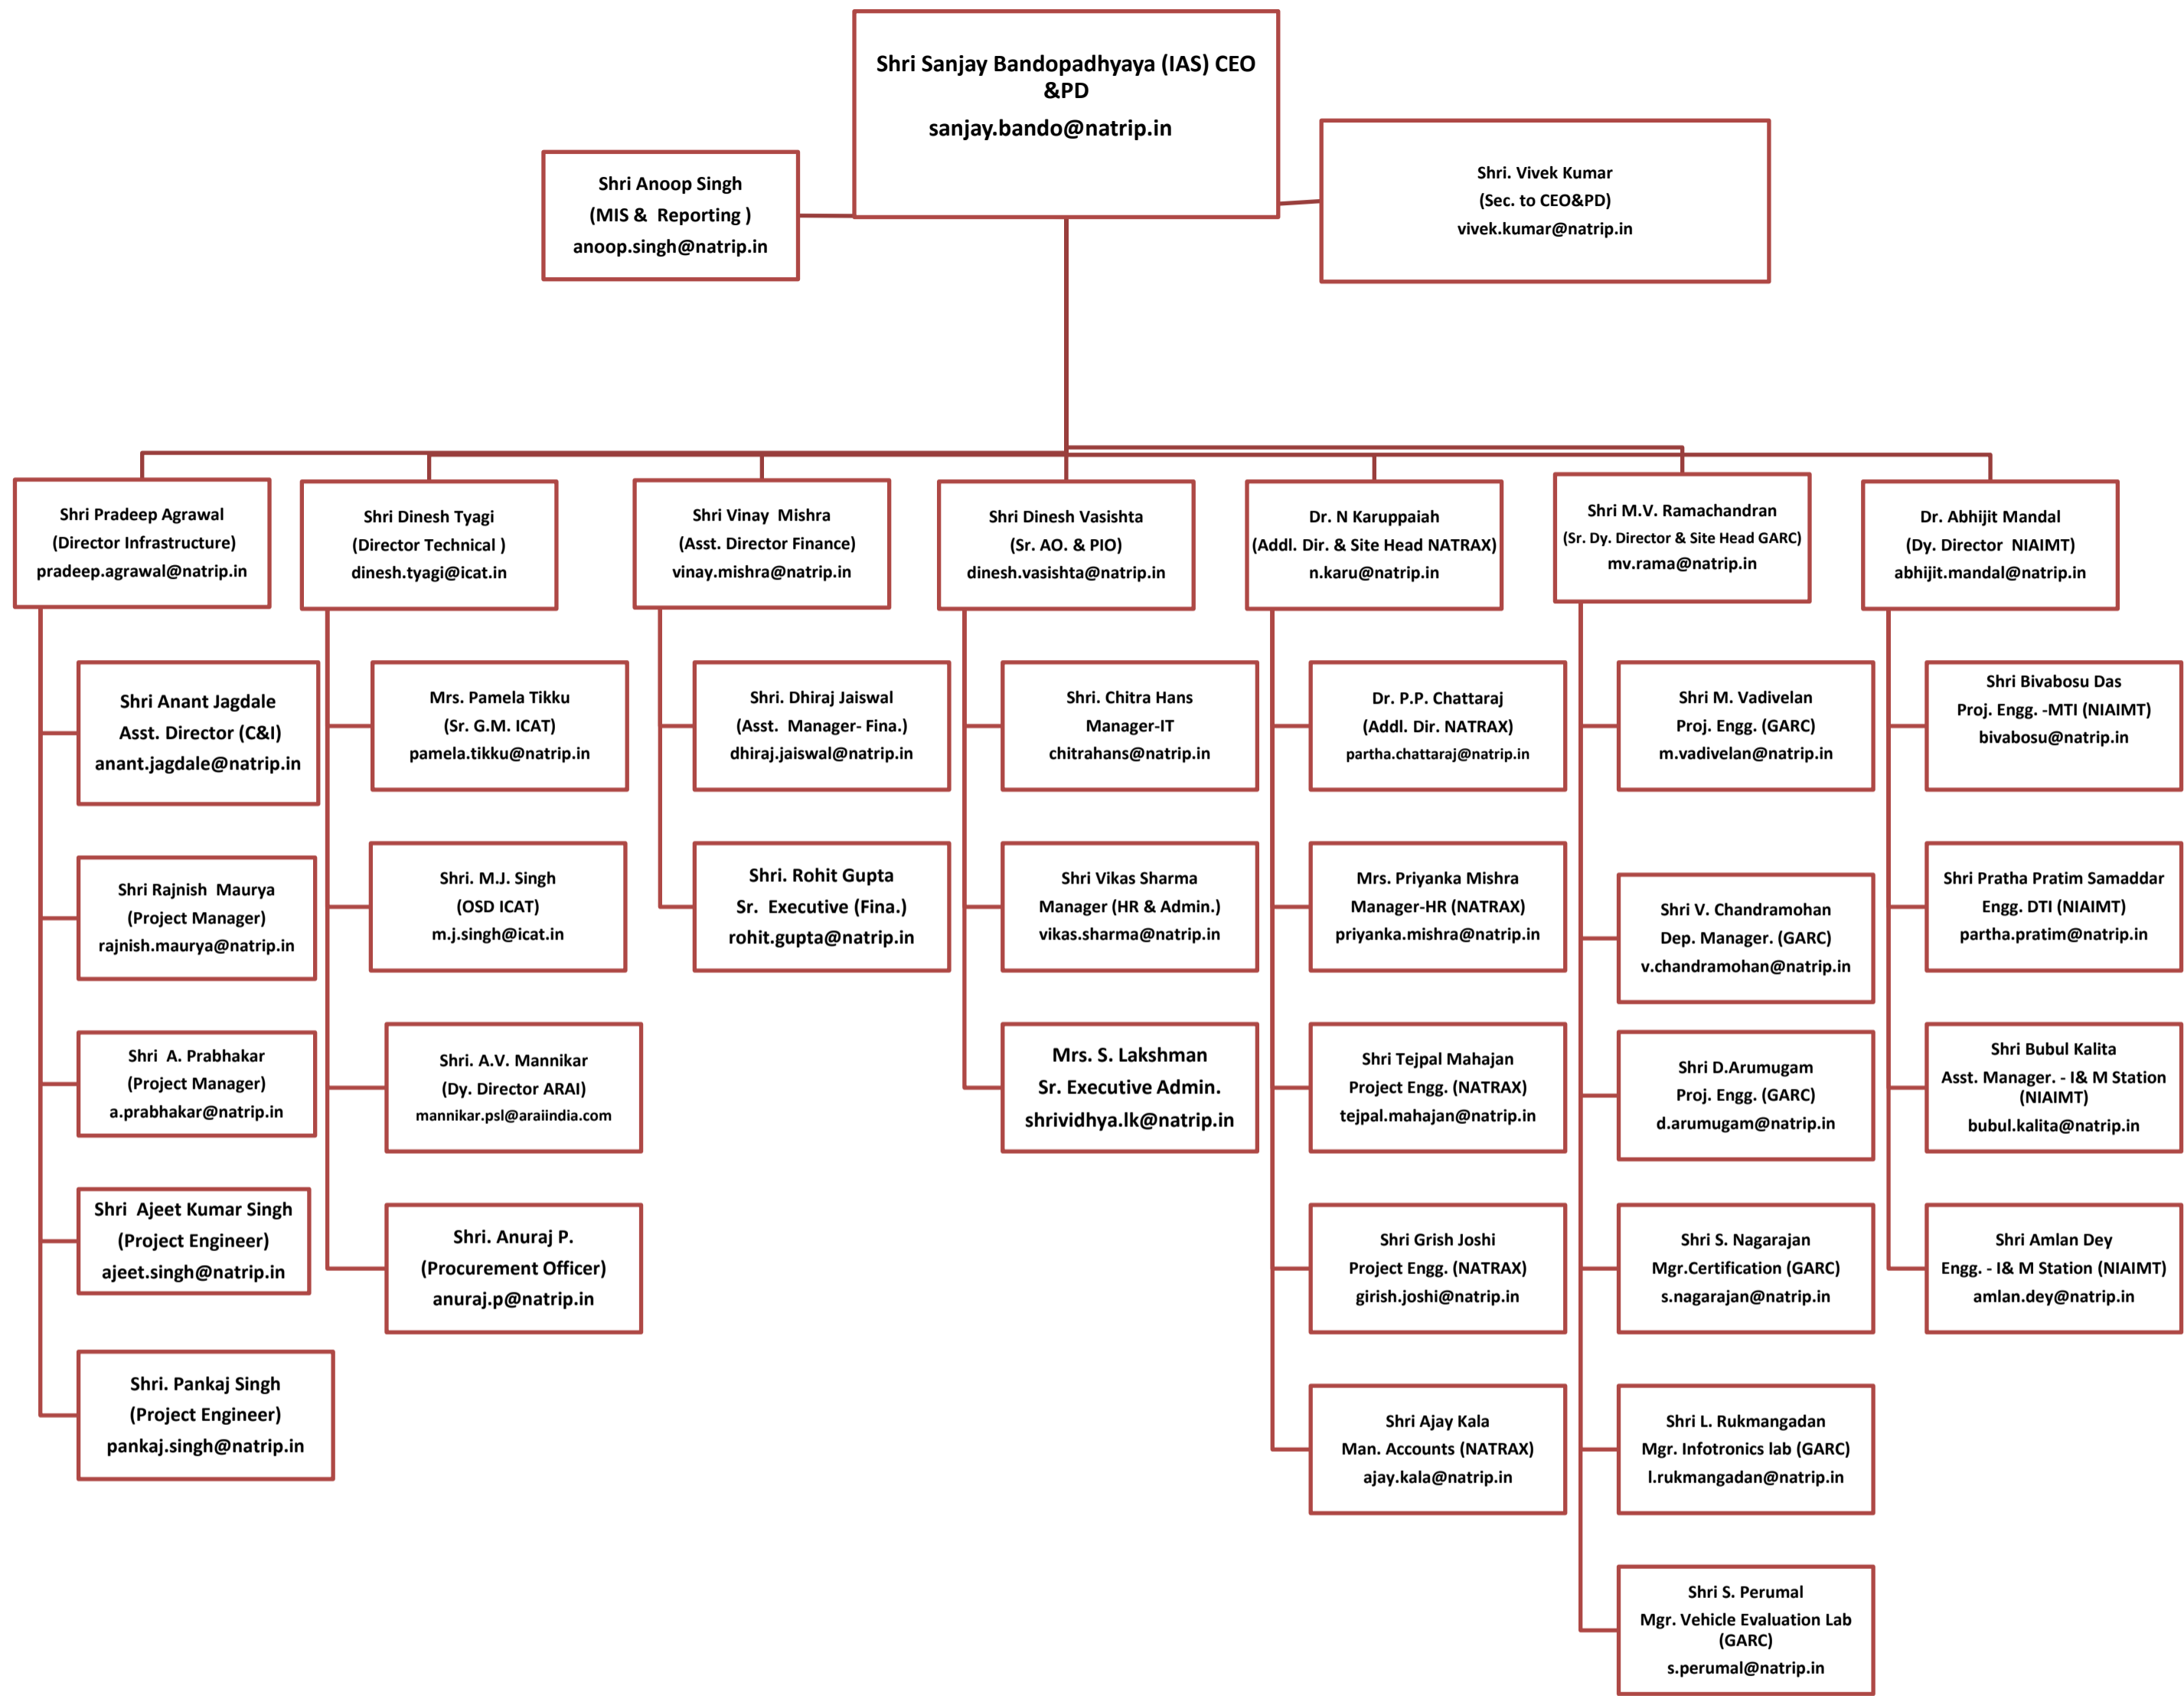 Shri Sanjay Bandopadhyaya (IAS) CEO
&PD
sanjay.bando@natrip.in
Shri Anoop Singh
(MIS & Reporting )
anoop.singh@natrip.in
Shri. Vivek Kumar
(Sec. to CEO&PD)
vivek.kumar@natrip.in
Shri Pradeep Agrawal
(Director Infrastructure)
pradeep.agrawal@natrip.in
Shri Anant Jagdale
Asst. Director (C&I)
anant.jagdale@natrip.in
Shri Rajnish Maurya
(Project Manager)
rajnish.maurya@natrip.in
Shri A. Prabhakar
(Project Manager)
a.prabhakar@natrip.in
Shri Ajeet Kumar Singh
(Project Engineer)
ajeet.singh@natrip.in
Shri. Pankaj Singh
(Project Engineer)
pankaj.singh@natrip.in
Shri Dinesh Tyagi
(Director Technical )
dinesh.tyagi@icat.in
Mrs. Pamela Tikku
(Sr. G.M. ICAT)
pamela.tikku@natrip.in
Shri. M.J. Singh
(OSD ICAT)
m.j.singh@icat.in
Shri. A.V. Mannikar
(Dy. Director ARAI)
mannikar.psl@araiindia.com
Shri. Anuraj P.
(Procurement Officer)
anuraj.p@natrip.in
Shri Vinay Mishra
(Asst. Director Finance)
vinay.mishra@natrip.in
Shri. Dhiraj Jaiswal
(Asst. Manager- Fina.)
dhiraj.jaiswal@natrip.in
Shri. Rohit Gupta
Sr. Executive (Fina.)
rohit.gupta@natrip.in
Shri Dinesh Vasishta
(Sr. AO. & PIO)
dinesh.vasishta@natrip.in
Shri. Chitra Hans
Manager-IT
chitrahans@natrip.in
Shri Vikas Sharma
Manager (HR & Admin.)
vikas.sharma@natrip.in
Mrs. S. Lakshman
Sr. Executive Admin.
shrividhya.lk@natrip.in
Dr. N Karuppaiah
(Addl. Dir. & Site Head NATRAX)
n.karu@natrip.in
Dr. P.P. Chattaraj
(Addl. Dir. NATRAX)
partha.chattaraj@natrip.in
Mrs. Priyanka Mishra
Manager-HR (NATRAX)
priyanka.mishra@natrip.in
Shri Tejpal Mahajan
Project Engg. (NATRAX)
tejpal.mahajan@natrip.in
Shri Grish Joshi
Project Engg. (NATRAX)
girish.joshi@natrip.in
Shri Ajay Kala
Man. Accounts (NATRAX)
ajay.kala@natrip.in
Shri M.V. Ramachandran
(Sr. Dy. Director & Site Head GARC)
mv.rama@natrip.in
Shri M. Vadivelan
Proj. Engg. (GARC)
m.vadivelan@natrip.in
Shri V. Chandramohan
Dep. Manager. (GARC)
v.chandramohan@natrip.in
Shri D.Arumugam
Proj. Engg. (GARC)
d.arumugam@natrip.in
Shri S. Nagarajan
Mgr.Certification (GARC)
s.nagarajan@natrip.in
Shri L. Rukmangadan
Mgr. Infotronics lab (GARC)
l.rukmangadan@natrip.in
Shri S. Perumal
Mgr. Vehicle Evaluation Lab
(GARC)
s.perumal@natrip.in
Dr. Abhijit Mandal
(Dy. Director NIAIMT)
abhijit.mandal@natrip.in
Shri Bivabosu Das
Proj. Engg. -MTI (NIAIMT)
bivabosu@natrip.in
Shri Pratha Pratim Samaddar
Engg. DTI (NIAIMT)
partha.pratim@natrip.in
Shri Bubul Kalita
Asst. Manager. - I& M Station
(NIAIMT)
bubul.kalita@natrip.in
Shri Amlan Dey
Engg. - I& M Station (NIAIMT)
amlan.dey@natrip.in